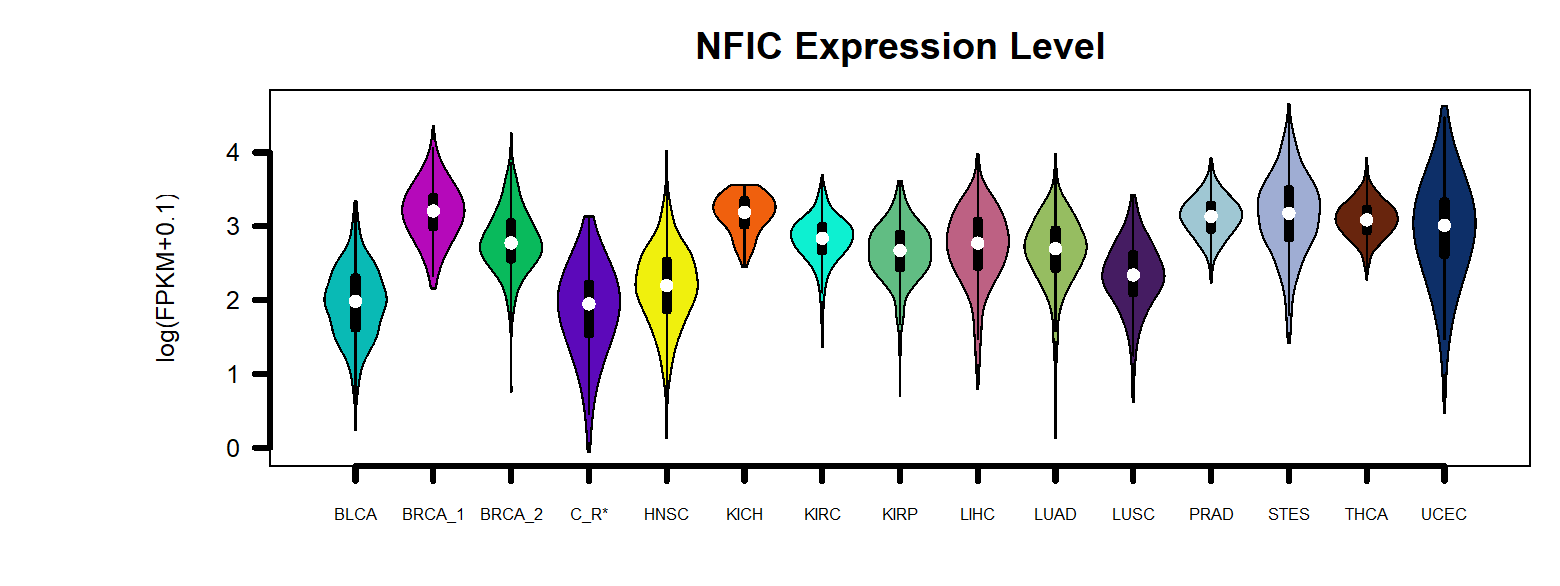 NFIC Expression Level
log(FPKM+0.1)
4
3
2
1
0
BLCA BRCA_1 BRCA_2 C_R* HNSC KICH KIRC KIRP LIHC LUAD LUSC PRAD STES THCA UCEC